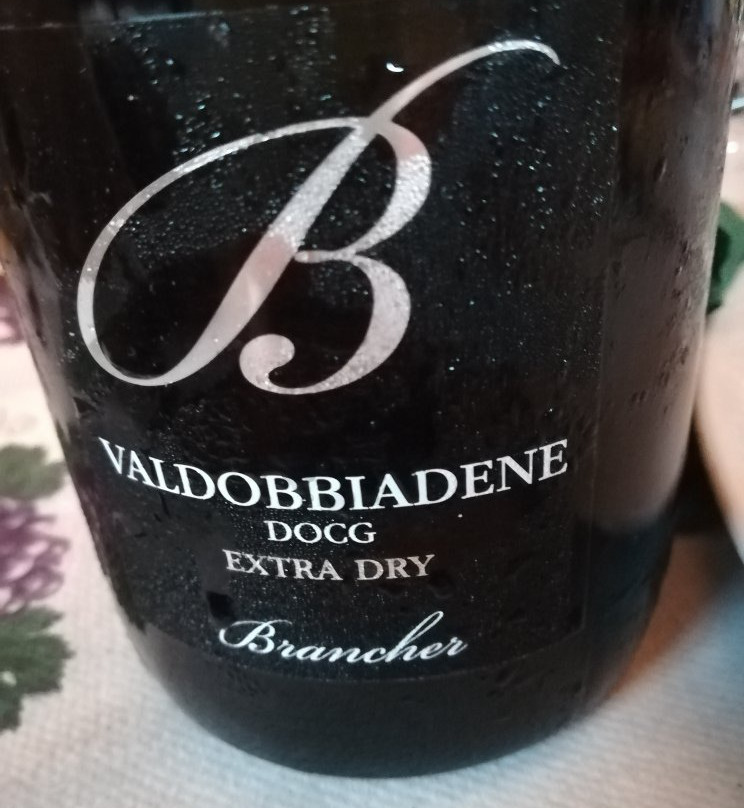 B
VALDOBBIADENE
DOCG
EXTRA DRY
Brancher